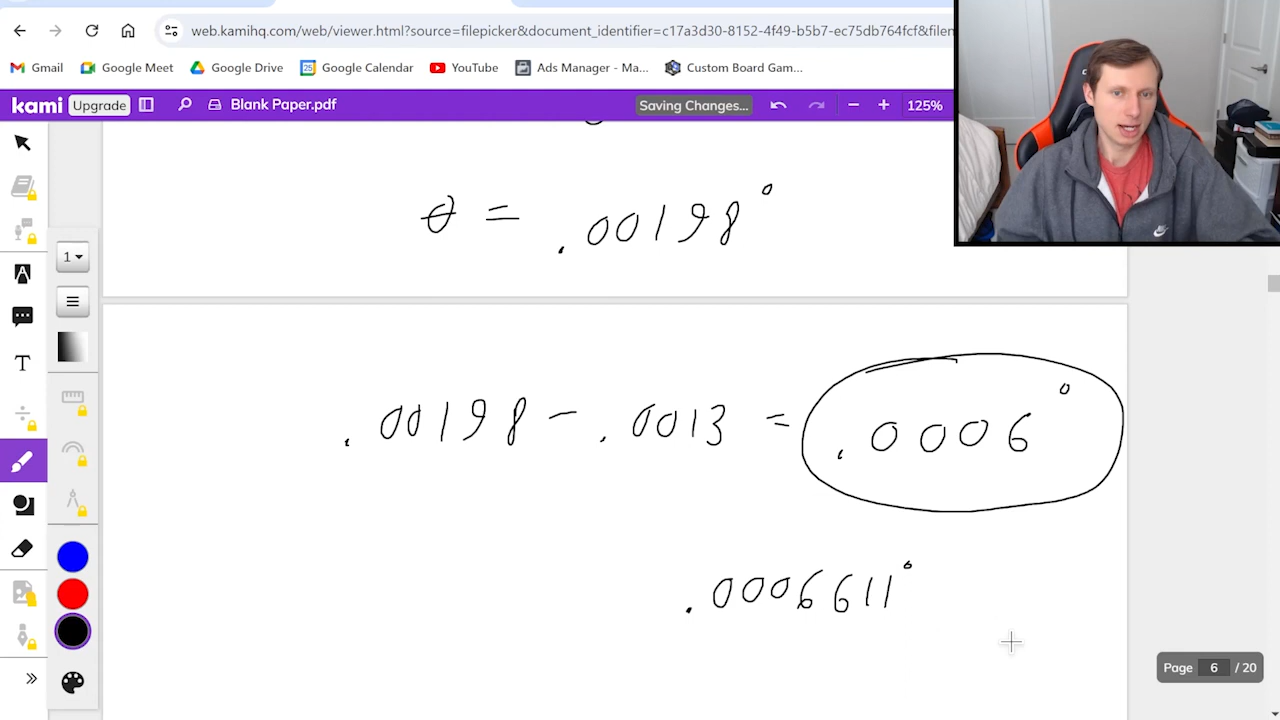 web.kamihq.com/web/viewer.html?source=filepicker&document_identifier=c17a3d30-8152-4f49-b5b7-ec75db764fcf&filen
Gmail Google Meet Google Drive Google Calendar YouTube Ads Manager - Ma... Custom Board Gam...
kami Upgrade Blank Paper.pdf Saving Changes... 125%
θ = .00198°
1
.00198 - .0013 = .0006°
.0006611°
Page 6 / 20